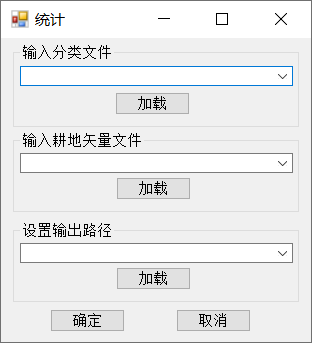 统计
输入分类文件
加载
输入耕地矢量文件
加载
设置输出路径
加载
确定 取消